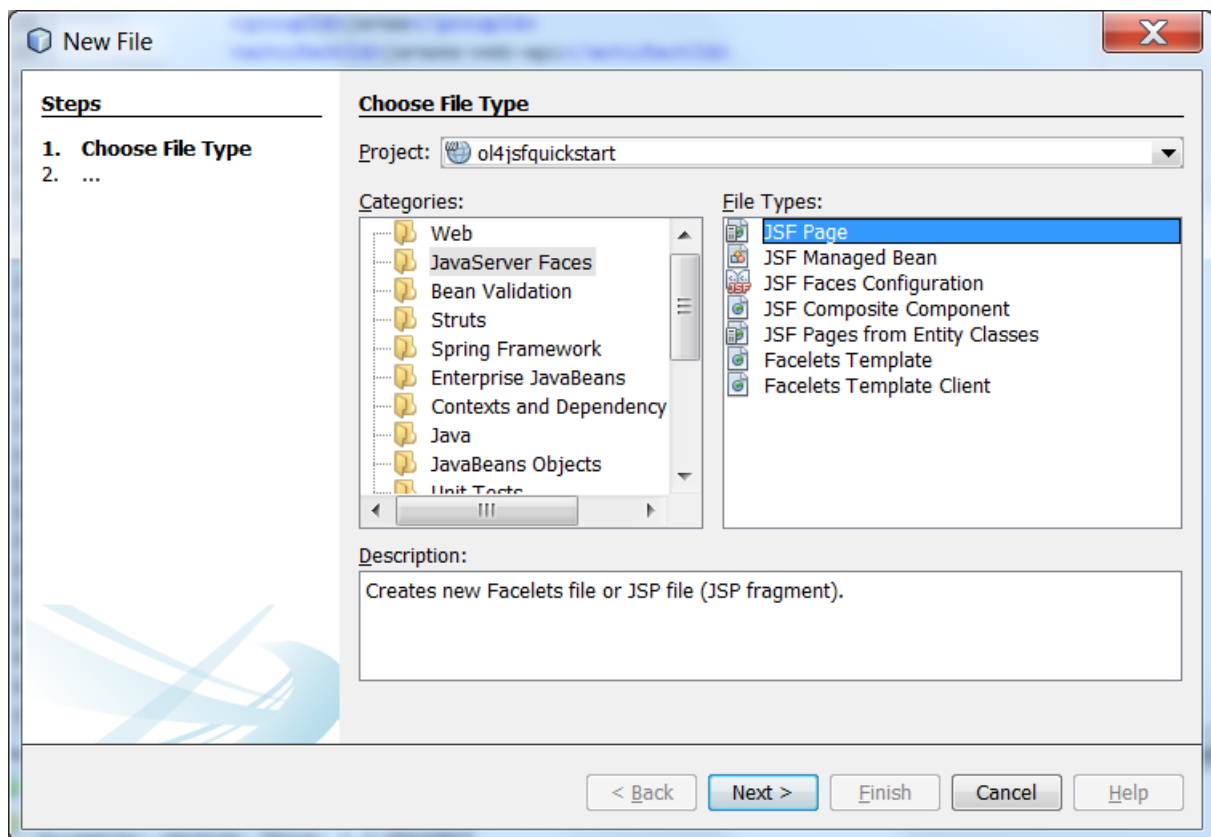 New File
Steps
1. Choose File Type
2. ...
Choose File Type
Project: ol4jsfquickstart
Categories:
Web
JavaServer Faces
Bean Validation
Struts
Spring Framework
Enterprise JavaBeans
Contexts and Dependency
Java
JavaBeans Objects
Unit Tests
File Types:
JSF Page
JSF Managed Bean
JSF Faces Configuration
JSF Composite Component
JSF Pages from Entity Classes
Facelets Template
Facelets Template Client
Description:
Creates new Facelets file or JSP file (JSP fragment).
< Back
Next >
Finish
Cancel
Help